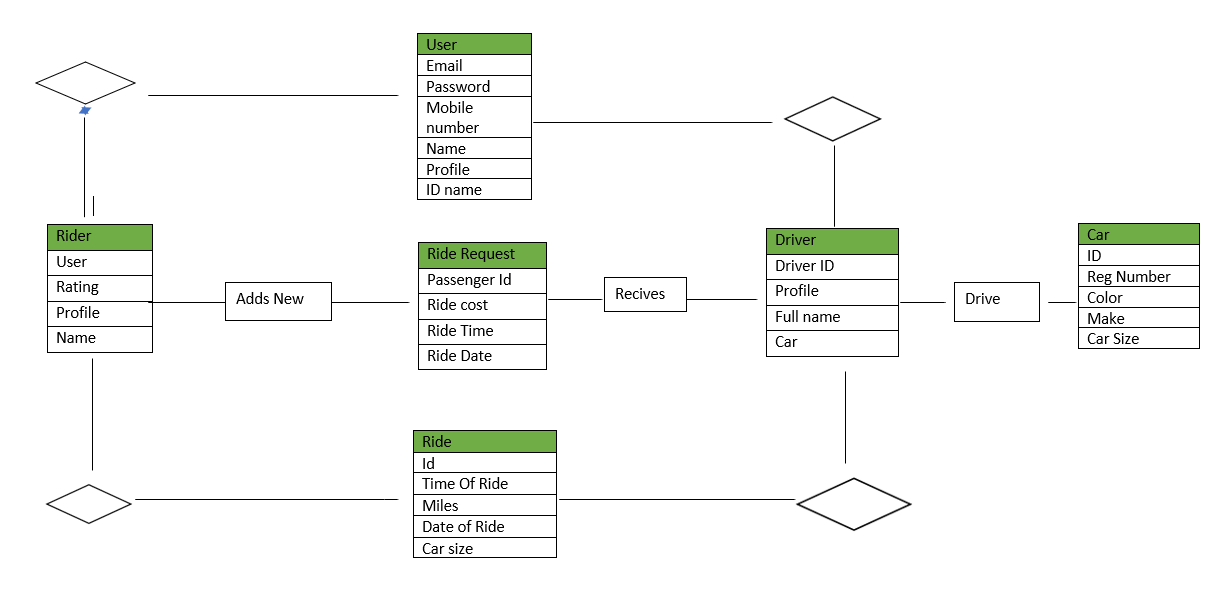 User
Email
Password
Mobile
number
Name
Profile
ID name
Rider
User
Rating
Profile
Name
Adds New
Ride Request
Passenger Id
Ride cost
Ride Time
Ride Date
Recives
Driver
Driver ID
Profile
Full name
Car
Drive
Car
ID
Reg Number
Color
Make
Car Size
Ride
Id
Time Of Ride
Miles
Date of Ride
Car size